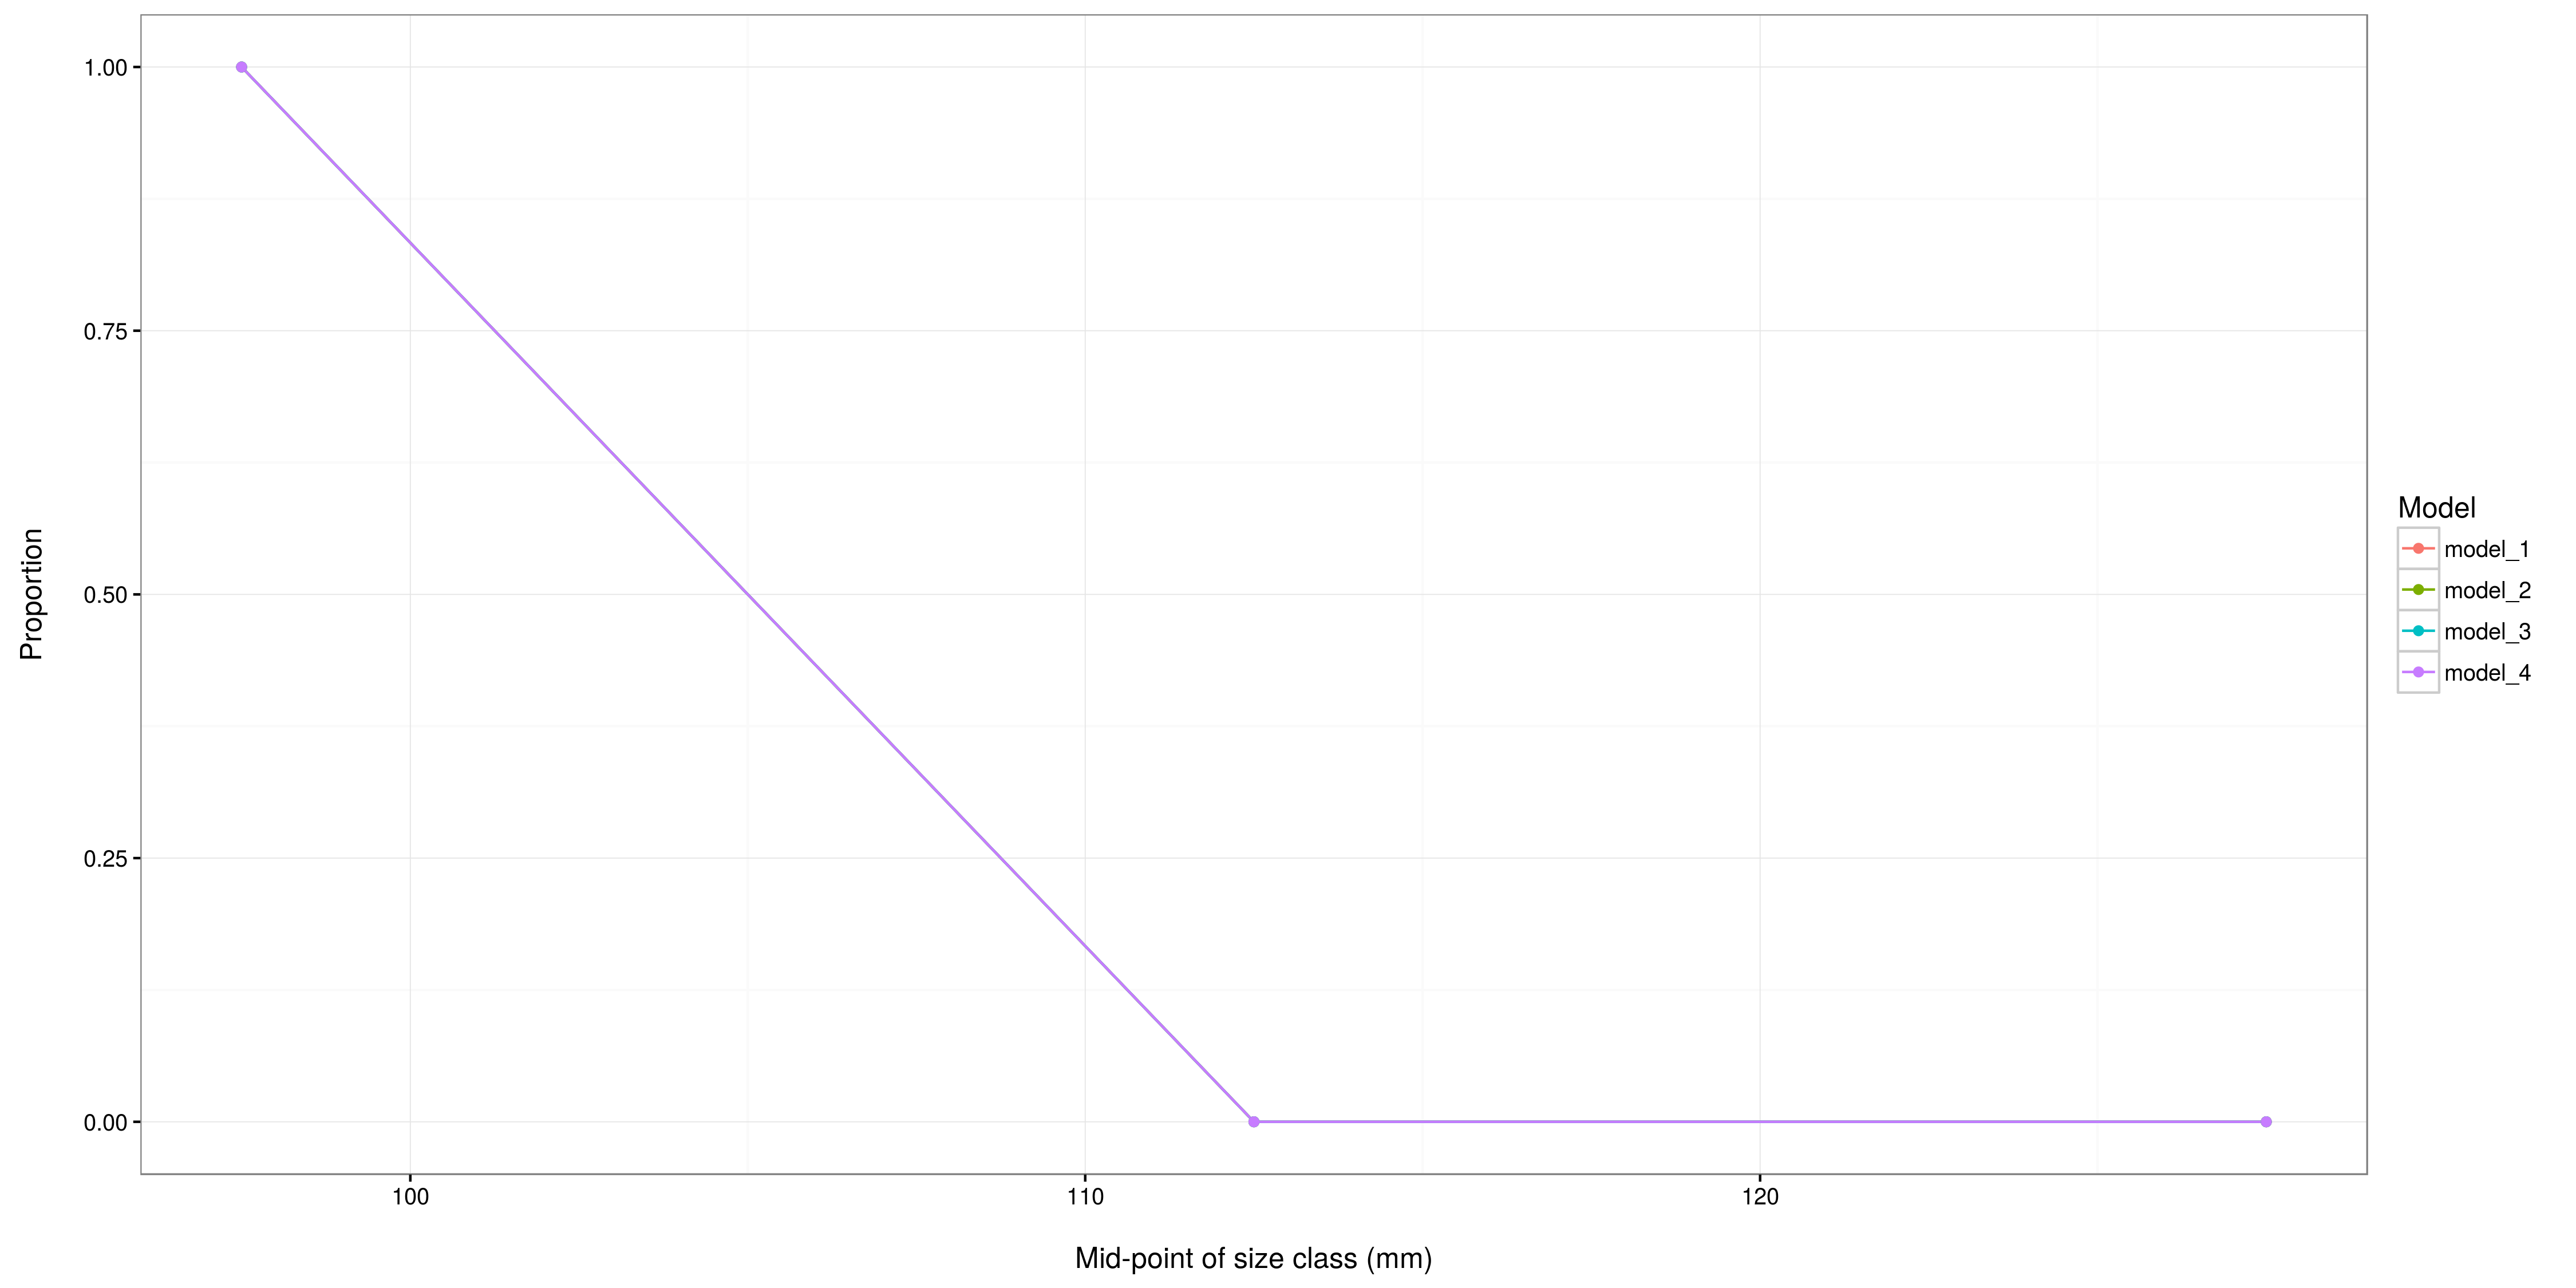 1.00
0.75
0.50
0.25
0.00
Proportion
100
110
120
Mid-point of size class (mm)
Model
model_1
model_2
model_3
model_4